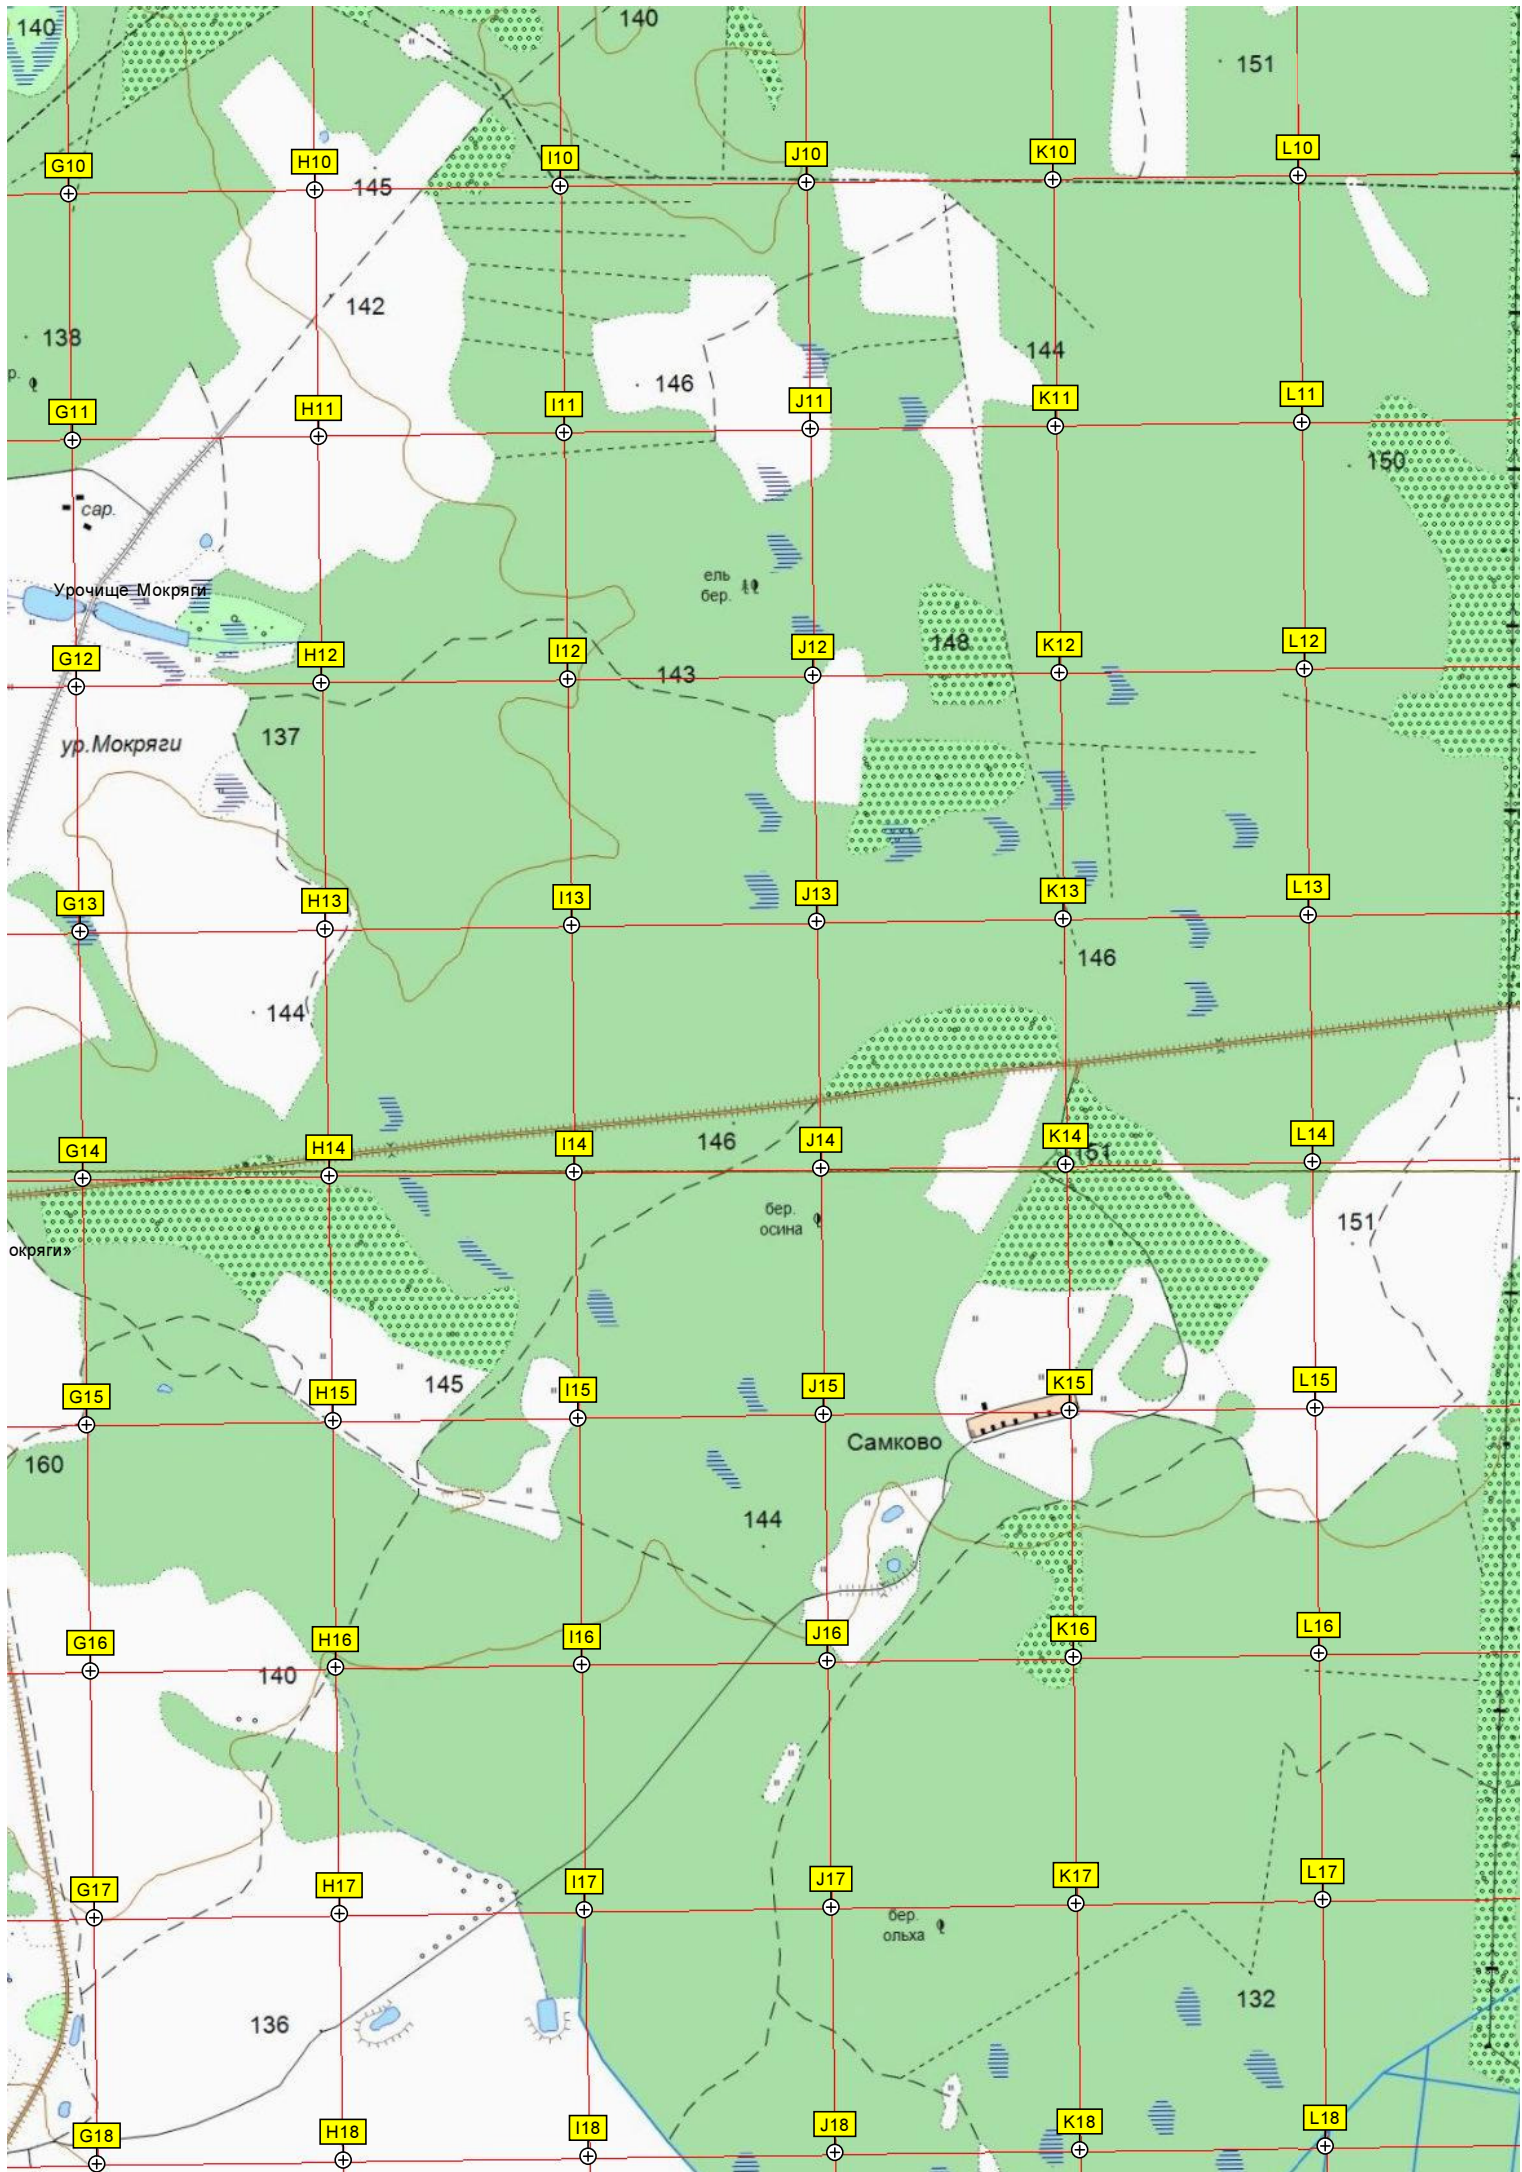 140
140
151
G10
H10
I10
J10
K10
L10
145
142
138
144
р.
146
G11
H11
I11
J11
K11
L11
150
сар.
ель
бер.
Урочище Мокряги
G12
H12
I12
J12
148
K12
L12
143
137
ур.Мокряги
G13
H13
I13
J13
K13
L13
146
144
146
G14
H14
I14
J14
K14
L14
151
бер.
осина
151
окряги»
145
G15
H15
I15
J15
K15
L15
Самково
160
144
G16
H16
I16
J16
K16
L16
140
G17
H17
I17
J17
K17
L17
бер.
ольха
132
136
G18
H18
I18
J18
K18
L18